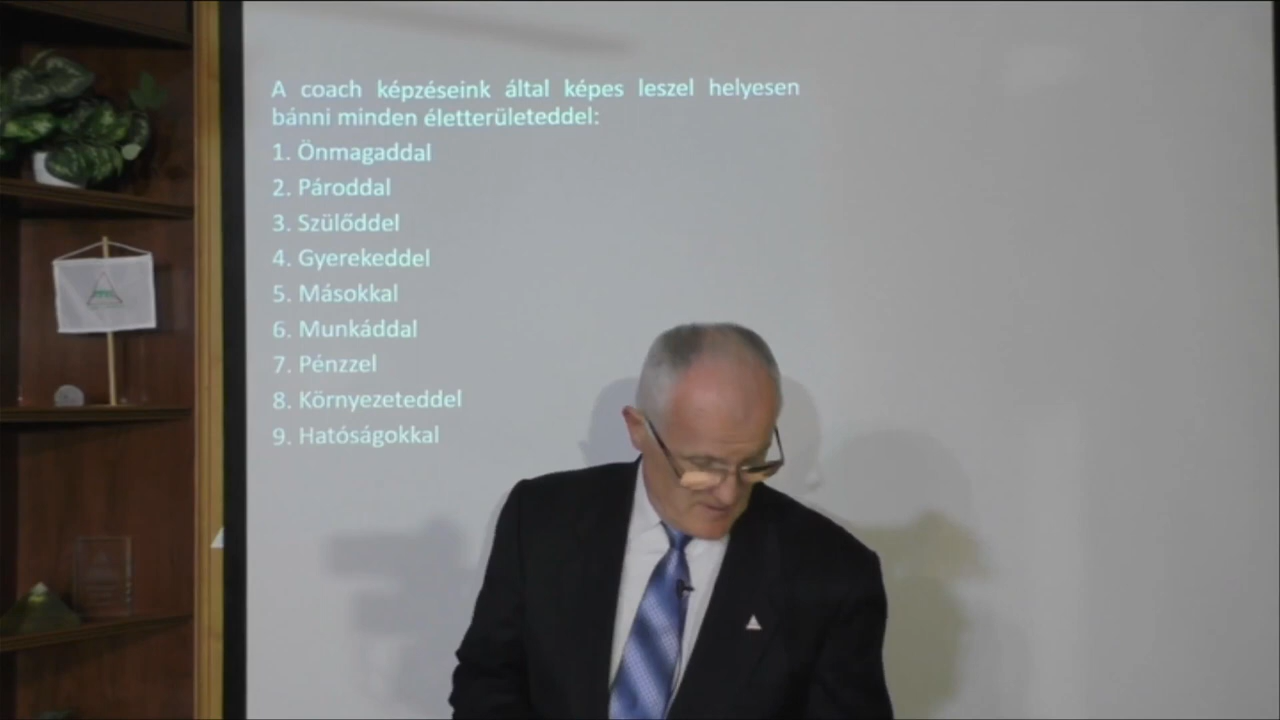 A coach képzéseink által képes leszel helyesen
bánni minden életterületeddel:
1. Önmagaddal
2. Pároddal
3. Szülőddel
4. Gyerekeddel
5. Másokkal
6. Munkáddal
7. Pénzzel
8. Környezeteddel
9. Hatóságokkal